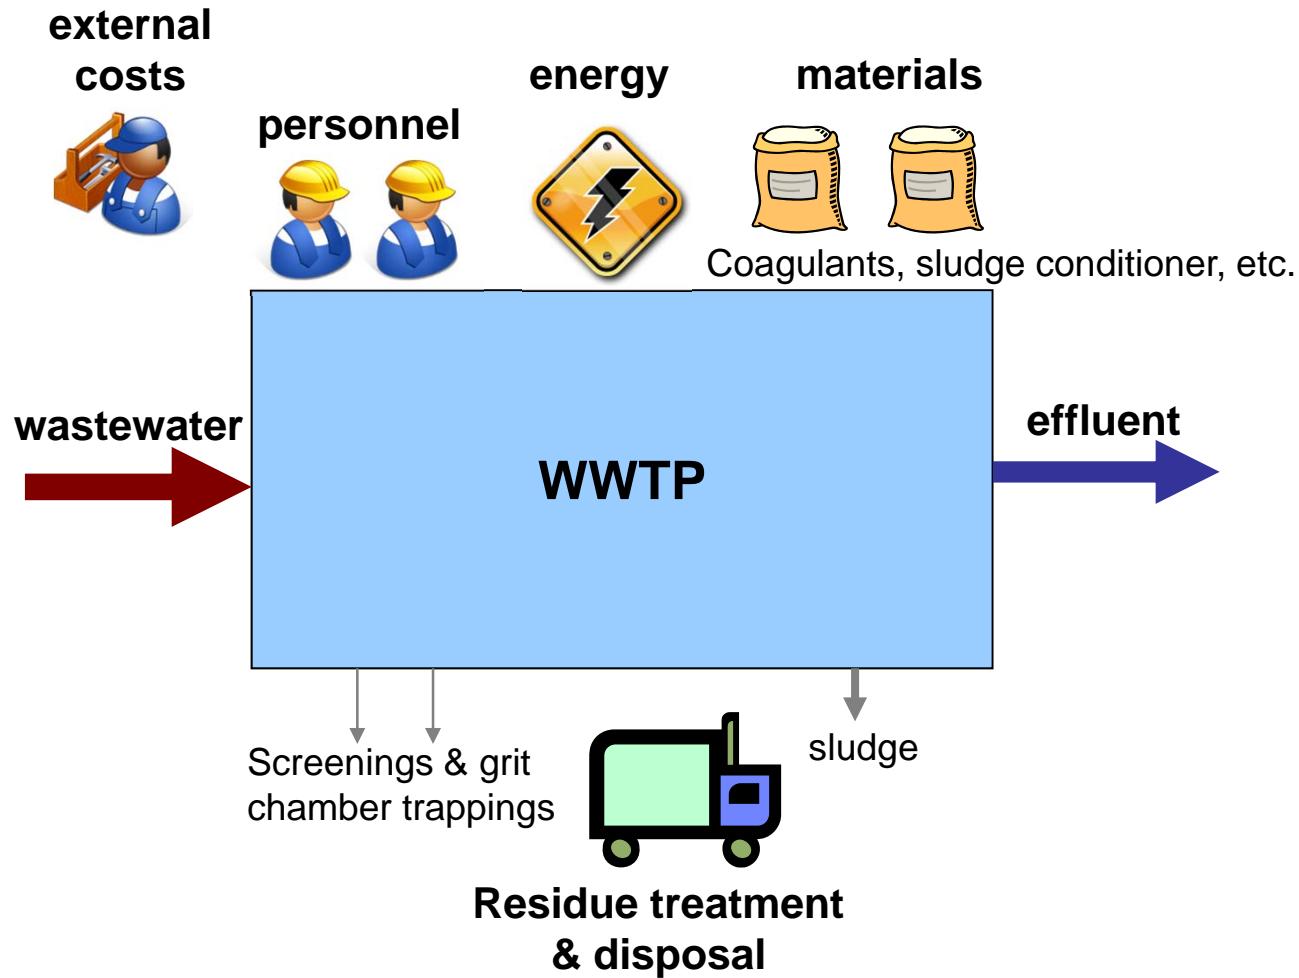 external
costs
personnel
energy
materials
Coagulants, sludge conditioner, etc.
wastewater
WWTP
effluent
Screenings & grit
chamber trappings
sludge
Residue treatment
& disposal